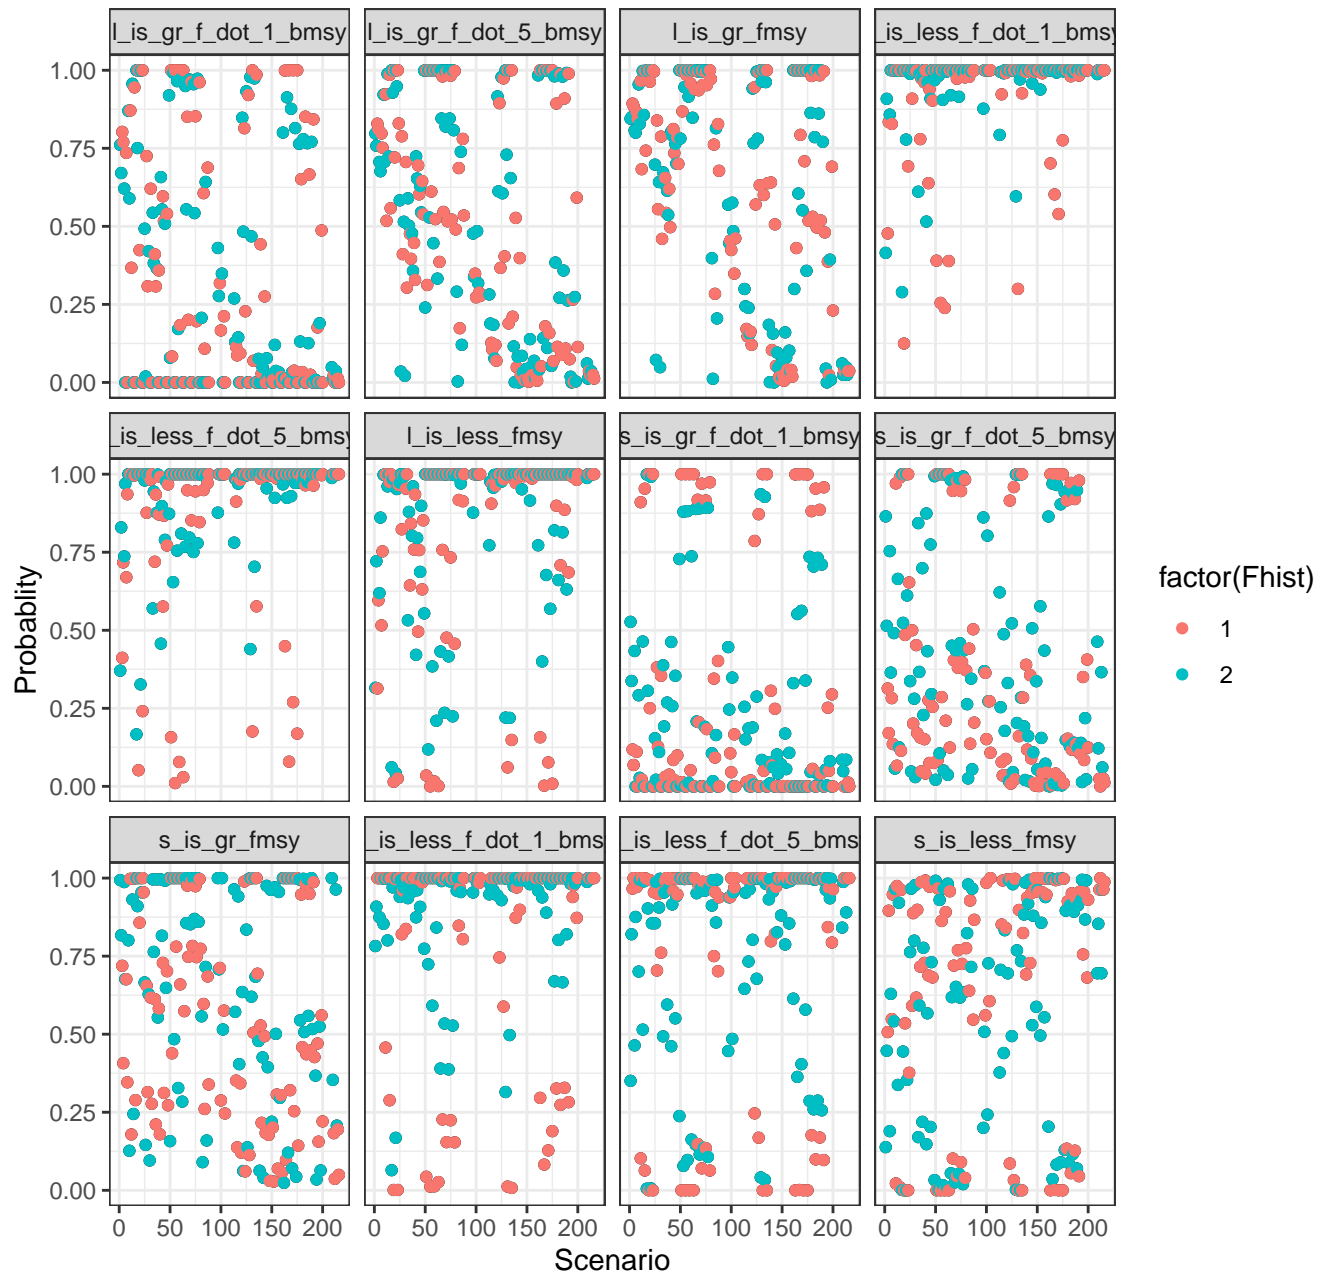 l_is_gr_f_dot_1_bmsy l_is_gr_f_dot_5_bmsy l_is_gr_fmsy _is_less_f_dot_1_bmsy
1.00
0.75
0.50
0.25
0.00
_is_less_f_dot_5_bmsy l_is_less_fmsy s_is_gr_f_dot_1_bmsy s_is_gr_f_dot_5_bmsy
1.00
0.75
0.50
0.25
0.00
s_is_gr_fmsy _is_less_f_dot_1_bmsy _is_less_f_dot_5_bmsy s_is_less_fmsy
1.00
0.75
0.50
0.25
0.00
0 50 100 150 200 0 50 100 150 200 0 50 100 150 200 0 50 100 150 200
Scenario
Probablity
factor(Fhist)
1
2